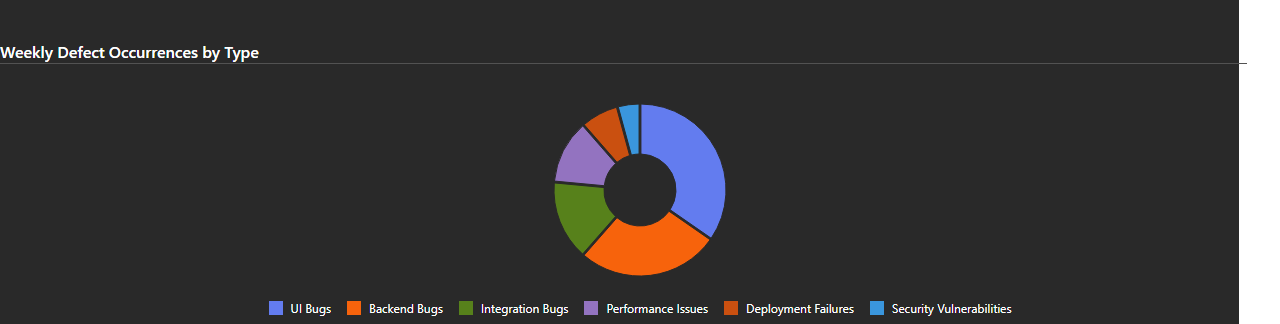 Weekly Defect Occurrences by Type
UI Bugs Backend Bugs Integration Bugs Performance Issues Deployment Failures Security Vulnerabilities